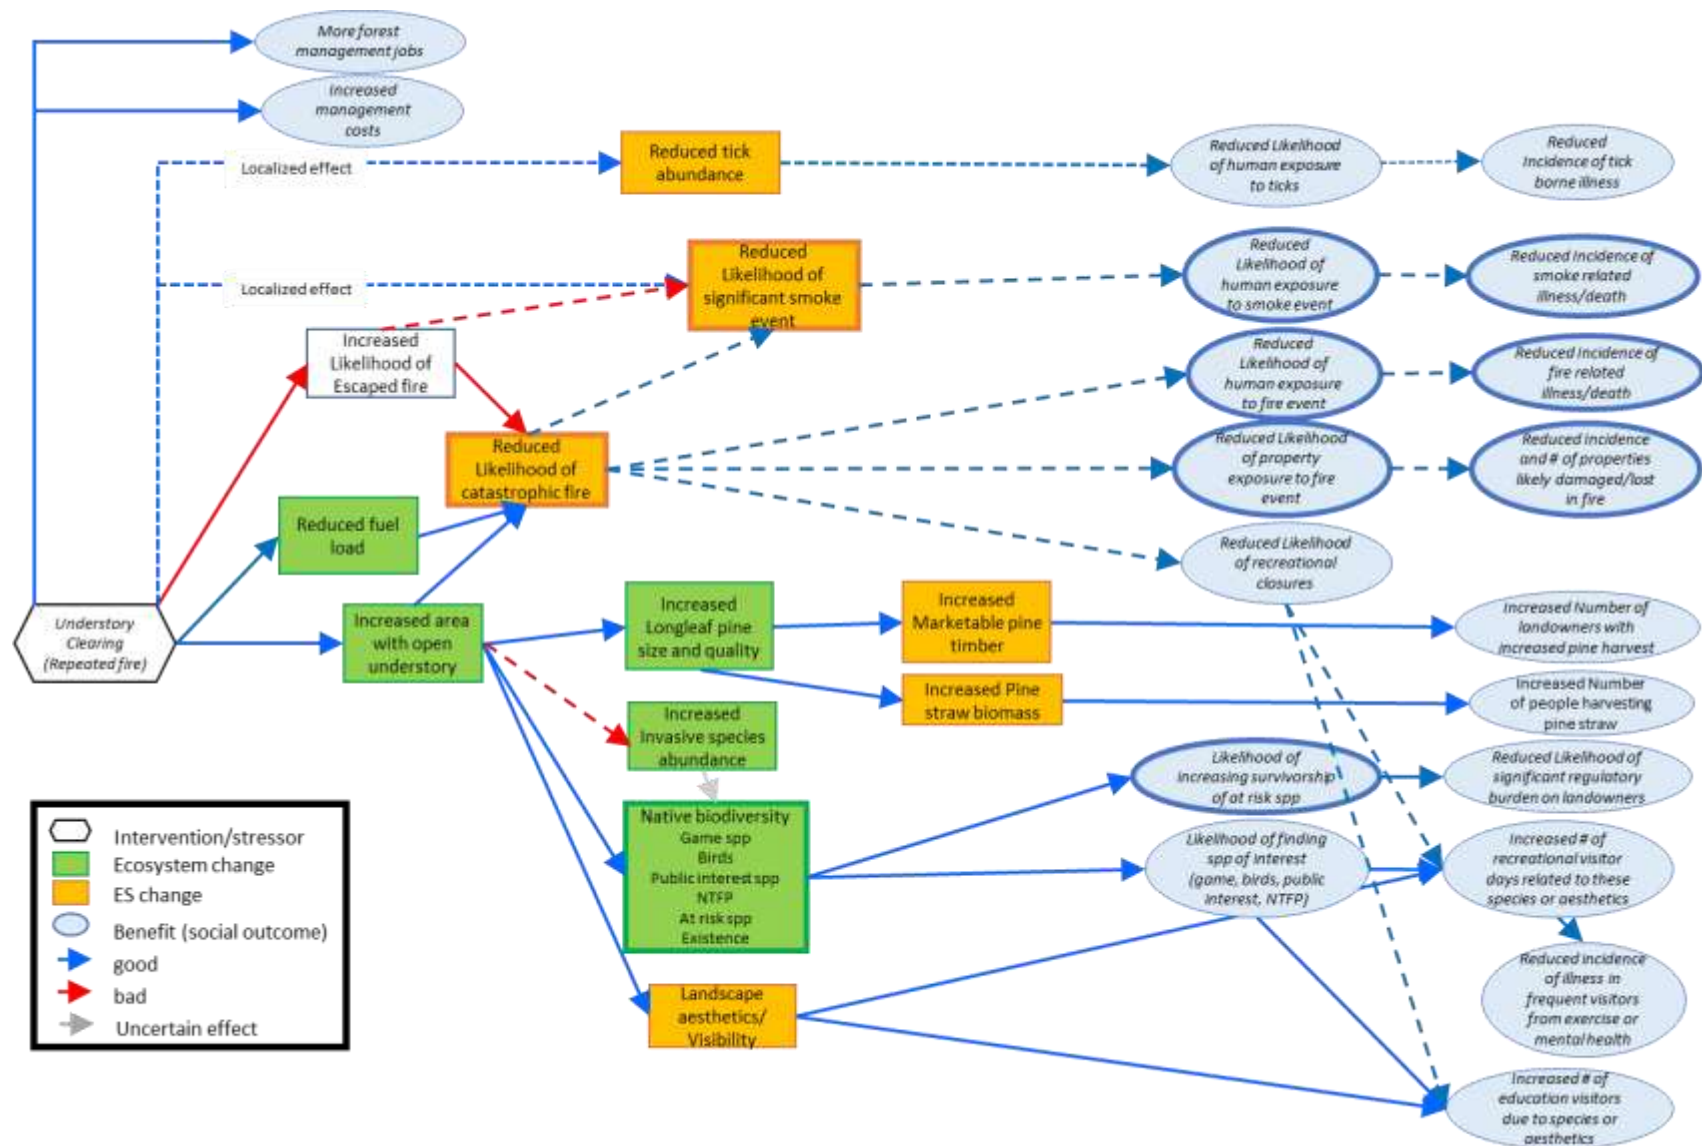 More forest
management jobs
Increased
management
costs
Localized effect
Reduced tick
abundance
Reduced Likelihood
of human exposure
to ticks
Reduced
Incidence of tick
borne illness
Localized effect
Reduced
Likelihood of
significant smoke
event
Reduced
Likelihood of
human exposure
to smoke event
Reduced Incidence of
smoke related
illness/death
Increased
Likelihood of
Escaped fire
Reduced
Likelihood of
human exposure
to fire event
Reduced Incidence of
fire related
illness/death
Reduced
Likelihood of
catastrophic fire
Reduced Likelihood
of property
exposure to fire
event
Reduced Incidence
and # of properties
likely damaged/lost
in fire
Reduced fuel
load
Reduced Likelihood
of recreational
closures
Understory
Clearing
(Repeated fire)
Increased area
with open
understory
Increased
Longleaf pine
size and quality
Increased
Marketable pine
timber
Increased Number of
landowners with
increased pine harvest
Increased Pine
straw biomass
Increased Number
of people harvesting
pine straw
Increased
Invasive species
abundance
Likelihood of
increasing survivorship
of at risk spp
Reduced Likelihood of
significant regulatory
burden on landowners
Native biodiversity
Game spp
Birds
Public interest spp
NTFP
At risk spp
Existence
Likelihood of finding
spp of interest
(game, birds, public
interest, NTFP)
Increased # of
recreational visitor
days related to these
species or aesthetics
Landscape
aesthetics/
Visibility
Reduced incidence
of illness in
frequent visitors
from exercise or
mental health
Increased # of
education visitors
due to species or
aesthetics
Intervention/stressor
Ecosystem change
ES change
Benefit (social outcome)
good
bad
Uncertain effect